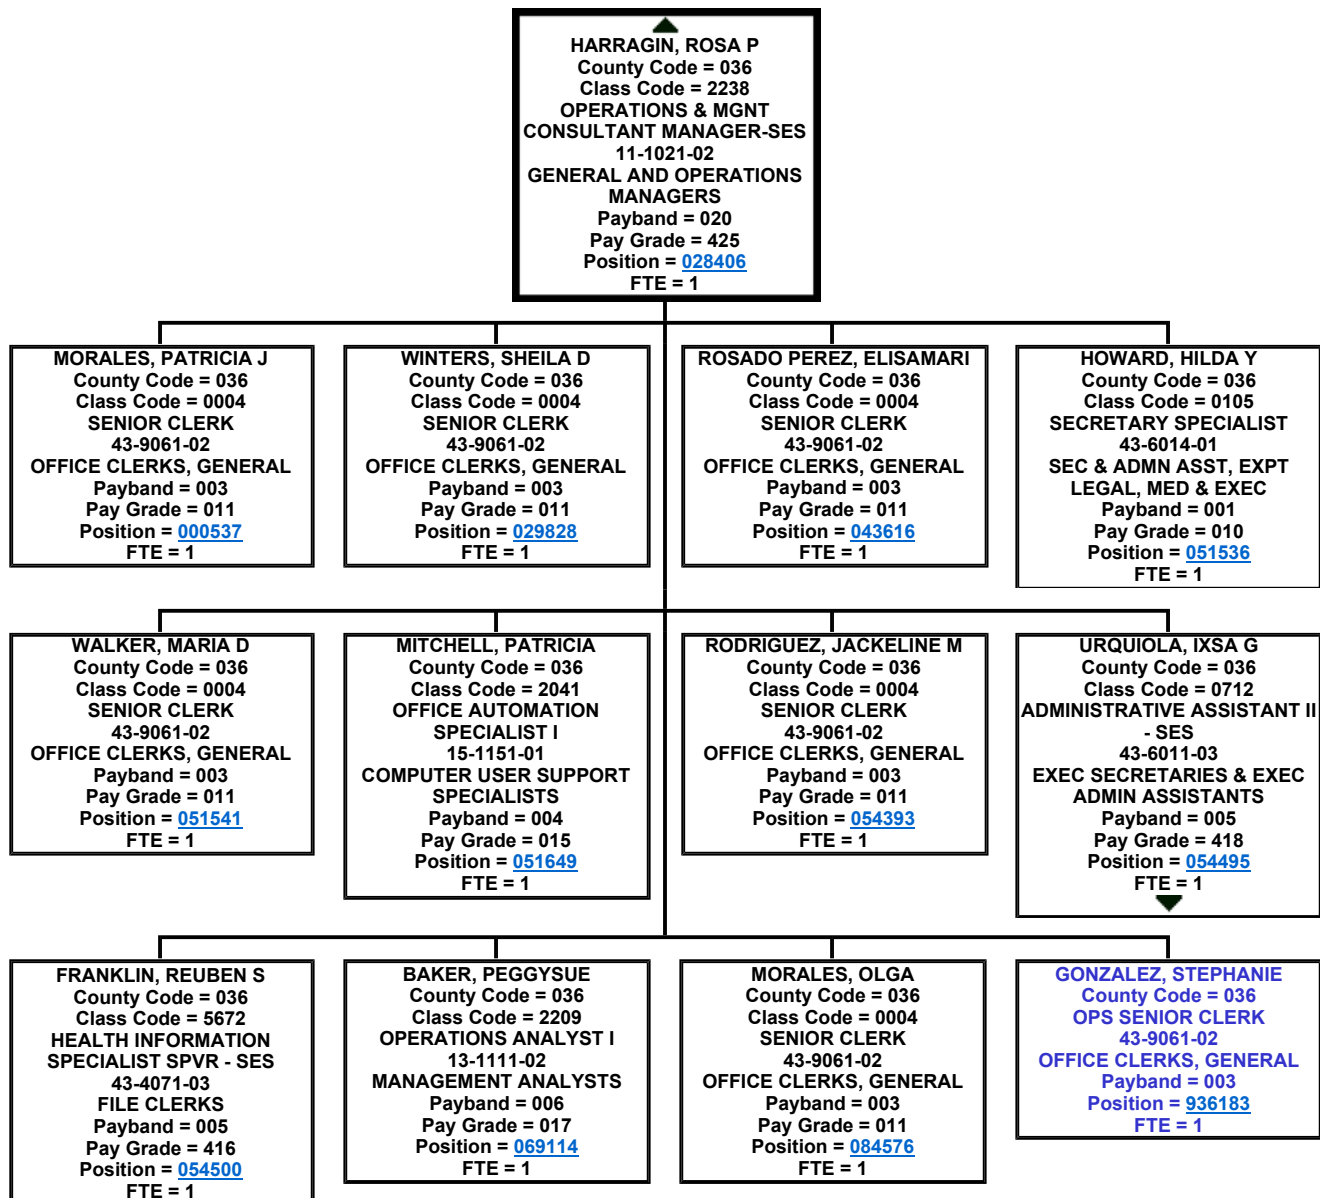 HARRAGIN, ROSA P
County Code = 036
Class Code = 2238
OPERATIONS & MGNT
CONSULTANT MANAGER-SES
11-1021-02
GENERAL AND OPERATIONS
MANAGERS
Payband = 020
Pay Grade = 425
Position = 028406
FTE = 1
MORALES, PATRICIA J
County Code = 036
Class Code = 0004
SENIOR CLERK
43-9061-02
OFFICE CLERKS, GENERAL
Payband = 003
Pay Grade = 011
Position = 000537
FTE = 1
WINTERS, SHEILA D
County Code = 036
Class Code = 0004
SENIOR CLERK
43-9061-02
OFFICE CLERKS, GENERAL
Payband = 003
Pay Grade = 011
Position = 029828
FTE = 1
ROSADO PEREZ, ELISAMARI
County Code = 036
Class Code = 0004
SENIOR CLERK
43-9061-02
OFFICE CLERKS, GENERAL
Payband = 003
Pay Grade = 011
Position = 043616
FTE = 1
HOWARD, HILDA Y
County Code = 036
Class Code = 0105
SECRETARY SPECIALIST
43-6014-01
SEC & ADMN ASST, EXPT
LEGAL, MED & EXEC
Payband = 001
Pay Grade = 010
Position = 051536
FTE = 1
WALKER, MARIA D
County Code = 036
Class Code = 0004
SENIOR CLERK
43-9061-02
OFFICE CLERKS, GENERAL
Payband = 003
Pay Grade = 011
Position = 051541
FTE = 1
MITCHELL, PATRICIA
County Code = 036
Class Code = 2041
OFFICE AUTOMATION
SPECIALIST I
15-1151-01
COMPUTER USER SUPPORT
SPECIALISTS
Payband = 004
Pay Grade = 015
Position = 051649
FTE = 1
RODRIGUEZ, JACKELINE M
County Code = 036
Class Code = 0004
SENIOR CLERK
43-9061-02
OFFICE CLERKS, GENERAL
Payband = 003
Pay Grade = 011
Position = 054393
FTE = 1
URQUIOLA, IXSA G
County Code = 036
Class Code = 0712
ADMINISTRATIVE ASSISTANT II
- SES
43-6011-03
EXEC SECRETARIES & EXEC
ADMIN ASSISTANTS
Payband = 005
Pay Grade = 418
Position = 054495
FTE = 1
FRANKLIN, REUBEN S
County Code = 036
Class Code = 5672
HEALTH INFORMATION
SPECIALIST SPVR - SES
43-4071-03
FILE CLERKS
Payband = 005
Pay Grade = 416
Position = 054500
FTE = 1
BAKER, PEGGYSUE
County Code = 036
Class Code = 2209
OPERATIONS ANALYST I
13-1111-02
MANAGEMENT ANALYSTS
Payband = 006
Pay Grade = 017
Position = 069114
FTE = 1
MORALES, OLGA
County Code = 036
Class Code = 0004
SENIOR CLERK
43-9061-02
OFFICE CLERKS, GENERAL
Payband = 003
Pay Grade = 011
Position = 084576
FTE = 1
GONZALEZ, STEPHANIE
County Code = 036
OPS SENIOR CLERK
43-9061-02
OFFICE CLERKS, GENERAL
Payband = 003
Position = 936183
FTE = 1